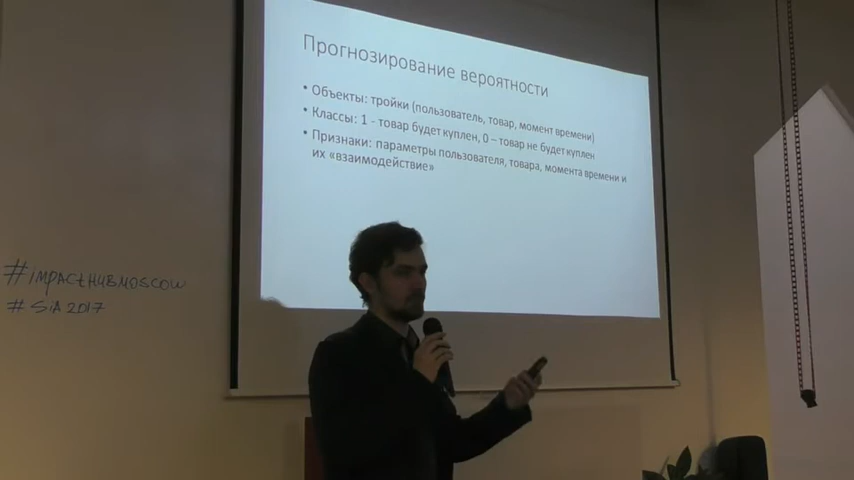 Прогнозирование вероятности
• Объекты: тройки (пользователь, товар, момент времени)
• Классы: 1 - товар будет куплен, 0 – товар не будет куплен
• Признаки: параметры пользователя, товара, момента времени и
их «взаимодействие»
#IMPACTHUBMOSCOW
#SIA2017